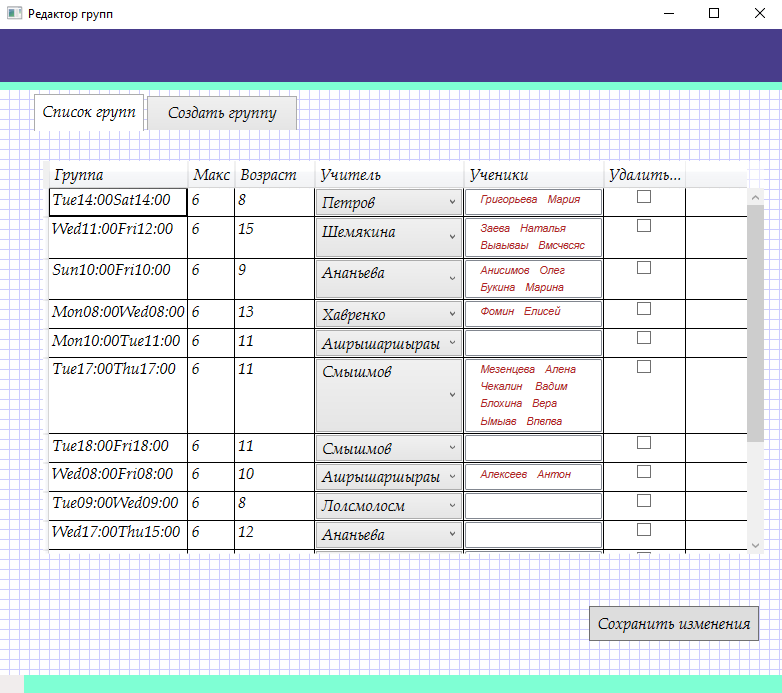 Редактор групп
Список групп Создать группу
Группа Макс Возраст Учитель Ученики Удалить...
Tue14:00Sat14:00 6 8 Петров Григорьева Мария
Wed11:00Fri12:00 6 15 Шемякина Заева Наталья
Вываываы Вмсчвсяс
Sun10:00Fri10:00 6 9 Ананьева Анисимов Олег
Букина Марина
Mon08:00Wed08:00 6 13 Хавренко Фомин Елисей
Mon10:00Tue11:00 6 11 Ашрышаршыраы
Tue17:00Thu17:00 6 11 Смышмов Мезенцева Алена
Чекалин Вадим
Блохина Вера
Ымыав Впепва
Tue18:00Fri18:00 6 11 Смышмов
Wed08:00Fri08:00 6 10 Ашрышаршыраы Алексеев Антон
Tue09:00Wed09:00 6 8 Лолсмолосм
Wed17:00Thu15:00 6 12 Ананьева
Сохранить изменения